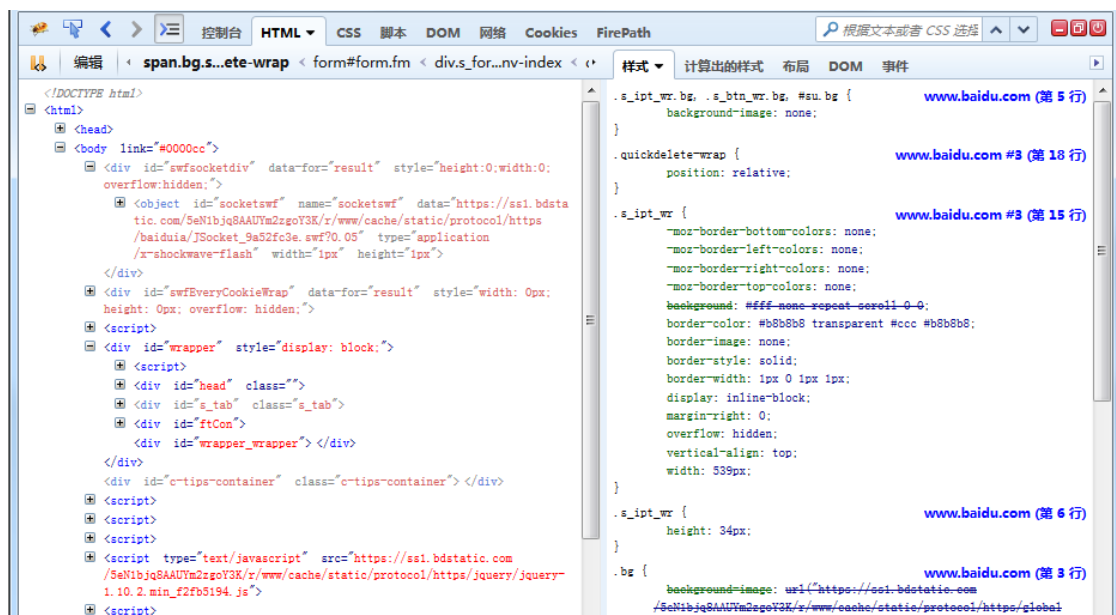 控制台 HTML CSS 脚本 DOM 网络 Cookies FirePath 根据文本或者 CSS 选择
编辑 span.bg.s...ete-wrap < form#form.fm < div.s_for...nv-index < 样式 计算出的样式 布局 DOM 事件
<!DOCTYPE html>
<html>
<head>
<body link="#0000cc">
<div id="swfsocketdiv" data-for="result" style="height:0;width:0;
overflow:hidden;">
<object id="socketswf" name="socketswf" data="https://ss1.bdsta
tic.com/5eN1bjq8AAUYm2zgoY3K/r/www/cache/static/protocol/https
/baiduia/JSocket_9a52fc3e.swf?0.05" type="application
/x-shockwave-flash" width="1px" height="1px">
</div>
<div id="swfEveryCookieWrap" data-for="result" style="width: 0px;
height: 0px; overflow: hidden;">
<script>
<div id="wrapper" style="display: block;">
<script>
<div id="head" class="">
<div id="s_tab" class="s_tab">
<div id="ftCon">
<div id="wrapper_wrapper"> </div>
</div>
<div id="c-tips-container" class="c-tips-container"> </div>
<script>
<script>
<script>
<script type="text/javascript" src="https://ss1.bdstatic.com
/5eN1bjq8AAUYm2zgoY3K/r/www/cache/static/protocol/https/jquery/jquery-
1.10.2.min_f2fb5194.js">
<script>
.s_ipt_wr.bg, .s_btn_wr.bg, #su.bg { www.baidu.com (第 5 行)
background-image: none;
}
.quickdelete-wrap { www.baidu.com #3 (第 18 行)
position: relative;
}
.s_ipt_wr { www.baidu.com #3 (第 15 行)
-moz-border-bottom-colors: none;
-moz-border-left-colors: none;
-moz-border-right-colors: none;
-moz-border-top-colors: none;
background: #fff none repeat scroll 0 0;
border-color: #b8b8b8 transparent #ccc #b8b8b8;
border-image: none;
border-style: solid;
border-width: 1px 0 1px 1px;
display: inline-block;
margin-right: 0;
overflow: hidden;
vertical-align: top;
width: 539px;
}
.s_ipt_wr { www.baidu.com (第 6 行)
height: 34px;
}
.bg { www.baidu.com (第 3 行)
background-image: url("https://ss1.bdstatic.com
/5eN1bjq8AAUYm2zgoY3K/r/www/cache/static/protocol/https/global